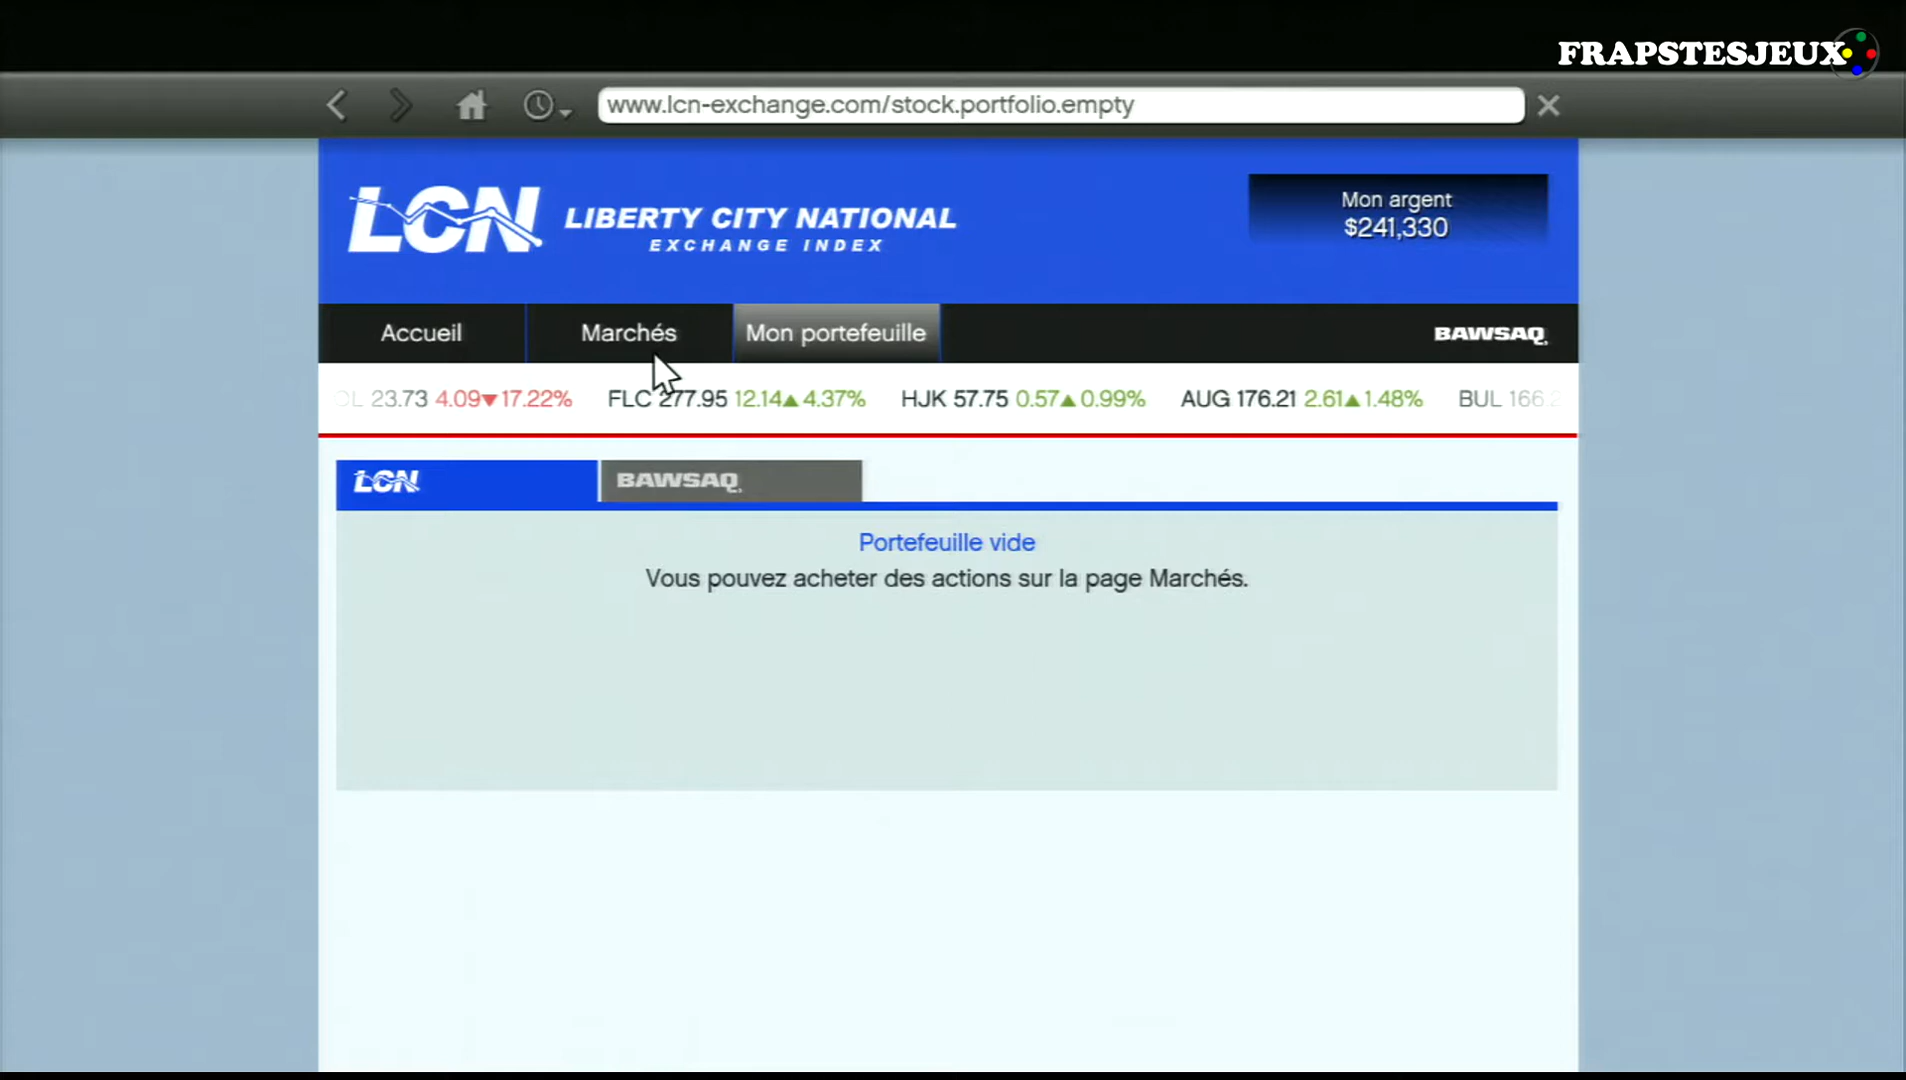 FRAPSTESJEUX
www.lcn-exchange.com/stock.portfolio.empty
LCN LIBERTY CITY NATIONAL
EXCHANGE INDEX
Mon argent
$241,330
Accueil Marchés Mon portefeuille BAWSAQ
23.73 4.09▼17.22% FLC 277.95 12.14▲4.37% HJK 57.75 0.57▲0.99% AUG 176.21 2.61▲1.48% BUL 166.2
LCN BAWSAQ
Portefeuille vide
Vous pouvez acheter des actions sur la page Marchés.